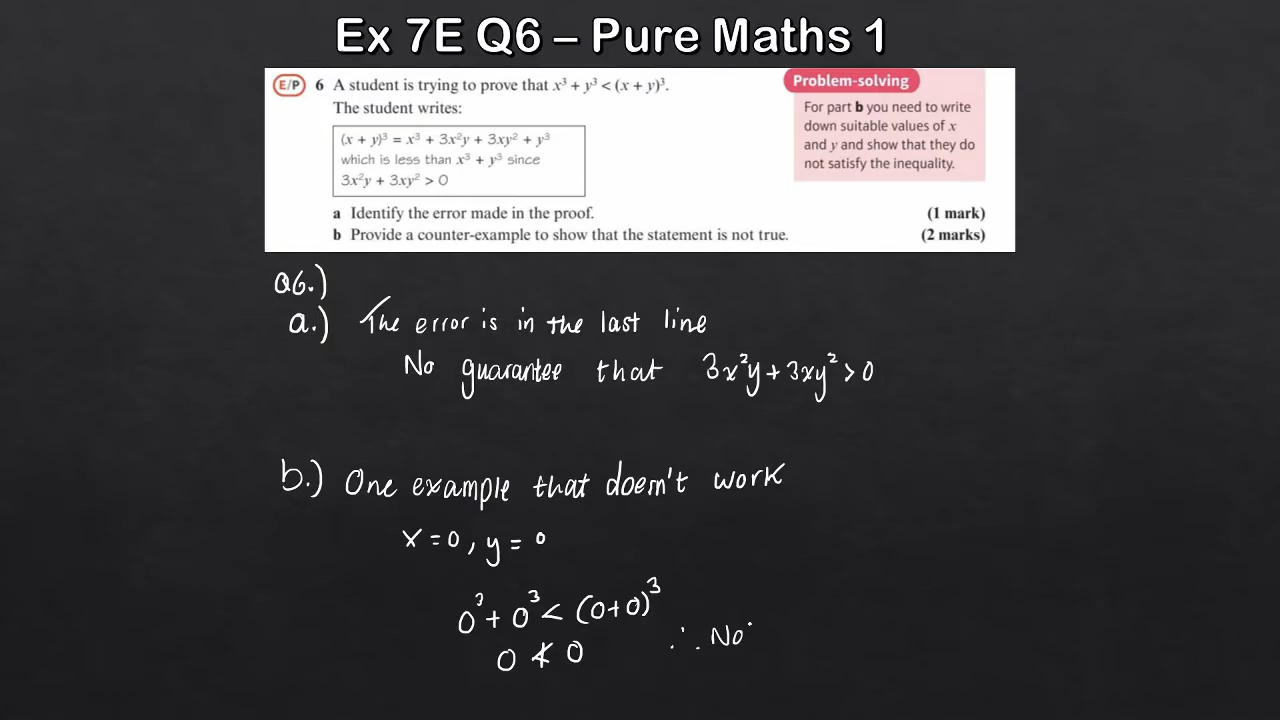 Ex 7E Q6 – Pure Maths 1
E/P 6 A student is trying to prove that x³ + y³ < (x + y)³.
The student writes:
(x + y)³ = x³ + 3x²y + 3xy² + y³
which is less than x³ + y³ since
3x²y + 3xy² > 0
a Identify the error made in the proof. (1 mark)
b Provide a counter-example to show that the statement is not true. (2 marks)
Problem-solving
For part b you need to write
down suitable values of x
and y and show that they do
not satisfy the inequality.
Q6.)
a.) The error is in the last line
No guarantee that 3x²y + 3xy² > 0
b.) One example that doesn't work
x = 0, y = 0
0³ + 0³ < (0+0)³
0 ≮ 0 ∴ No